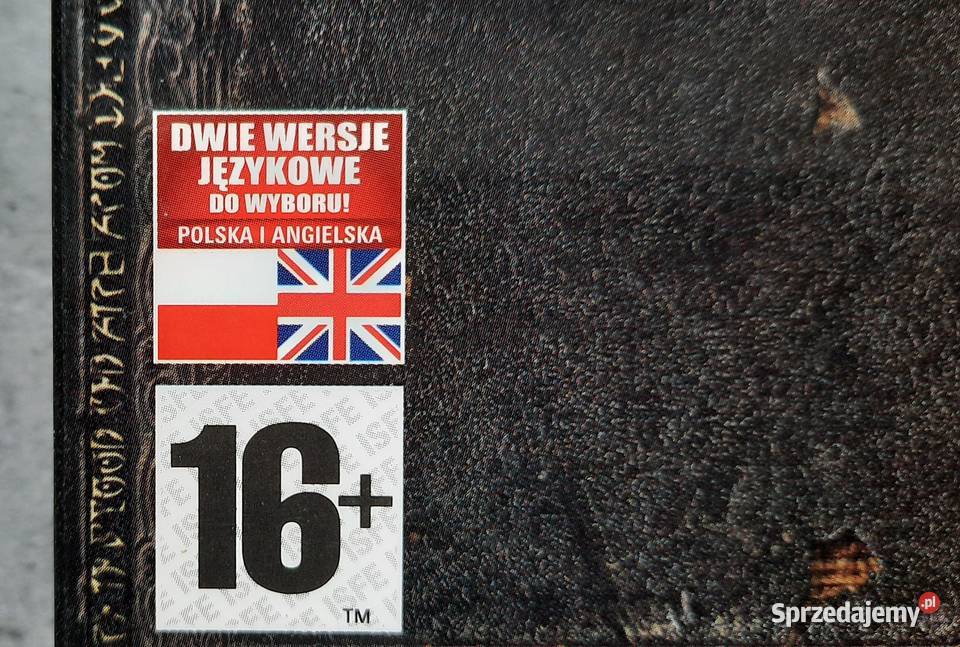 DWIE WERSJE
JĘZYKOWE
DO WYBORU!
POLSKA I ANGIELSKA
16+
TM
Sprzedajemy.pl